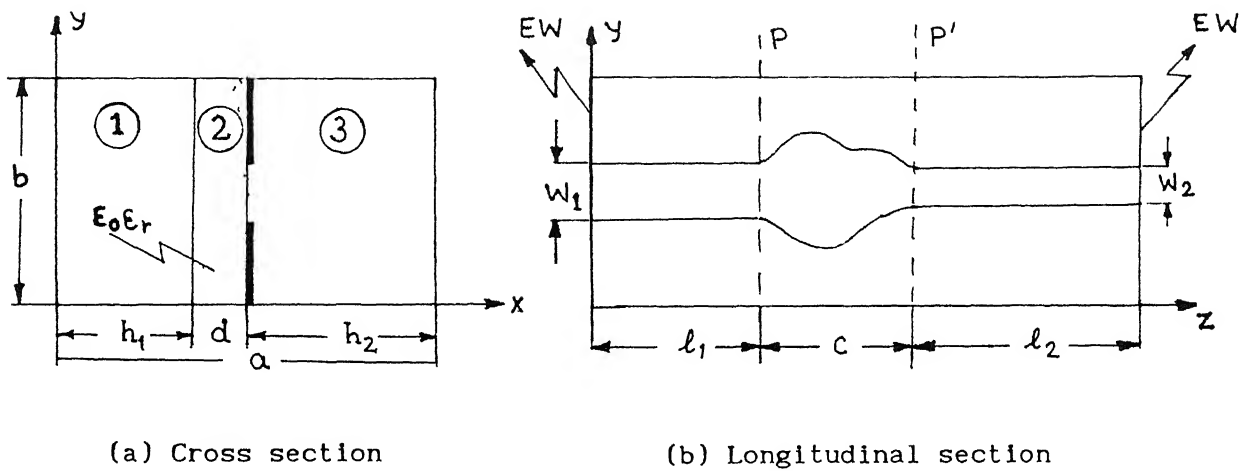 y
1
2
3
b
ε₀εᵣ
x
h₁
d
h₂
a
(a) Cross section
EW
y
P
P'
EW
W₁
W₂
z
l₁
c
l₂
(b) Longitudinal section